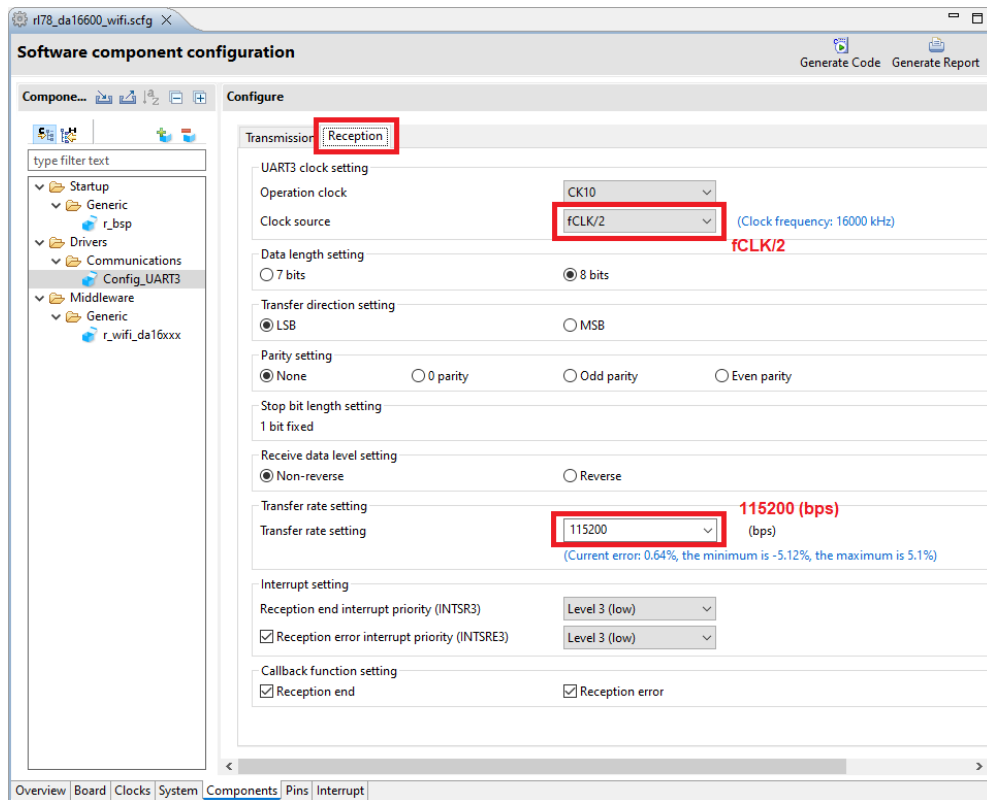 rl78_da16600_wifi.scfg
Software component configuration
Generate Code Generate Report
Compone...
Configure
type filter text
Startup
Generic
r_bsp
Drivers
Communications
Config_UART3
Middleware
Generic
r_wifi_da16xxx
Transmission Reception
UART3 clock setting
Operation clock CK10
Clock source fCLK/2 (Clock frequency: 16000 kHz)
fCLK/2
Data length setting
7 bits 8 bits
Transfer direction setting
LSB MSB
Parity setting
None 0 parity Odd parity Even parity
Stop bit length setting
1 bit fixed
Receive data level setting
Non-reverse Reverse
Transfer rate setting 115200 (bps)
Transfer rate setting 115200 (bps)
(Current error: 0.64%, the minimum is -5.12%, the maximum is 5.1%)
Interrupt setting
Reception end interrupt priority (INTSR3) Level 3 (low)
Reception error interrupt priority (INTSRE3) Level 3 (low)
Callback function setting
Reception end Reception error
Overview Board Clocks System Components Pins Interrupt